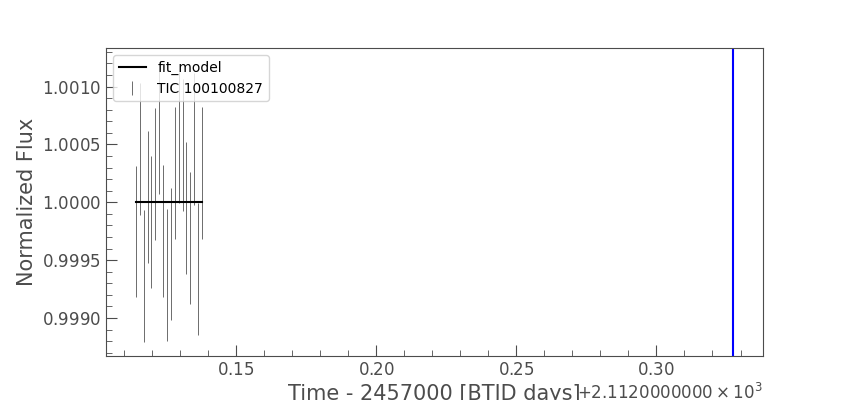 fit_model
TIC 100100827
Normalized Flux
1.0010
1.0005
1.0000
0.9995
0.9990
0.15
0.20
0.25
0.30
Time - 2457000 [BTJD days]
+2.1120000000 × 10³